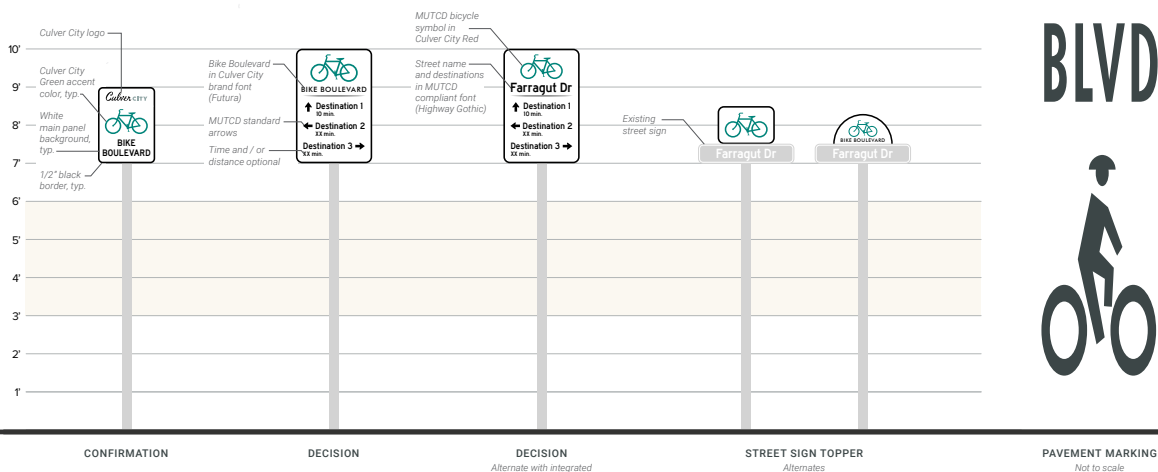 10'
9'
8'
7'
6'
5'
4'
3'
2'
1'
Culver City logo
Culver City
Green accent
color, typ.
White
main panel
background,
typ.
1/2" black
border, typ.
Culver CITY
BIKE
BOULEVARD
CONFIRMATION
Bike Boulevard
in Culver City
brand font
(Futura)
MUTCD standard
arrows
Time and / or
distance optional
BIKE BOULEVARD
Destination 1
10 min.
Destination 2
XX min.
Destination 3
XX min.
DECISION
MUTCD bicycle
symbol in
Culver City Red
Street name
and destinations
in MUTCD
compliant font
(Highway Gothic)
Farragut Dr
Destination 1
10 min.
Destination 2
XX min.
Destination 3
XX min.
DECISION
Alternate with integrated
Existing
street sign
Farragut Dr
BIKE BOULEVARD
Farragut Dr
STREET SIGN TOPPER
Alternates
BLVD
PAVEMENT MARKING
Not to scale